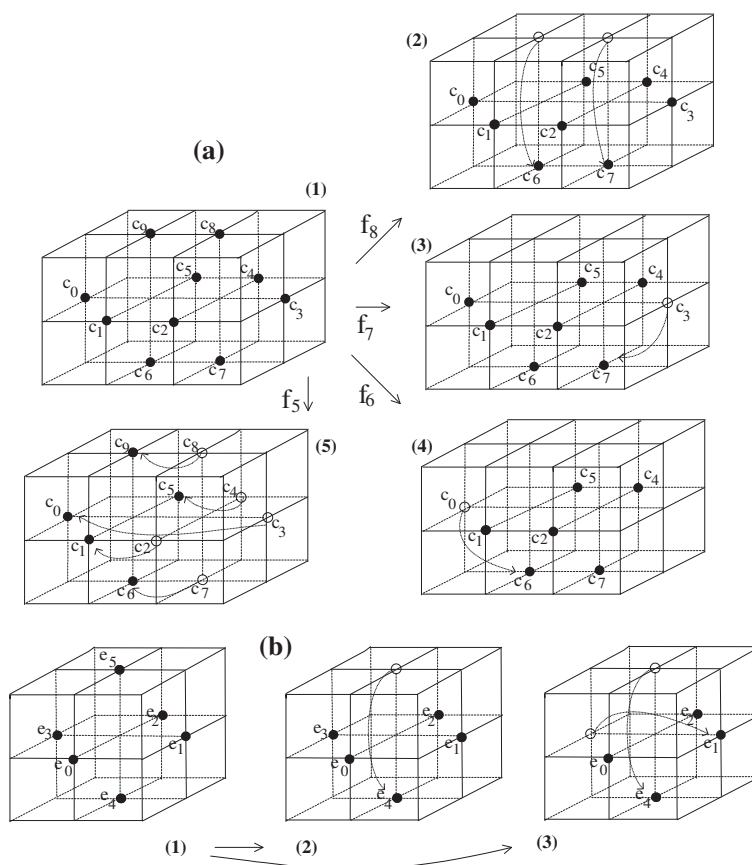 (2)
c5 c4
c0
c1 c2 c3
c6 c7
(a)
(1)
c9 c8
c5 c4
c0
c1 c2 c3
c6 c7
f8
f7
f6
f5
(3)
c5 c4
c0 c3
c1 c2
c6 c7
(5)
c9 c8
c5 c4
c0 c3
c1 c2
c6 c7
(4)
c5 c4
c0
c1 c2
c6 c7
(b)
e5
e3 e2
e0 e1
e4
e3 e2
e0 e1
e4
e2
e0 e1
e4
(1) (2) (3)